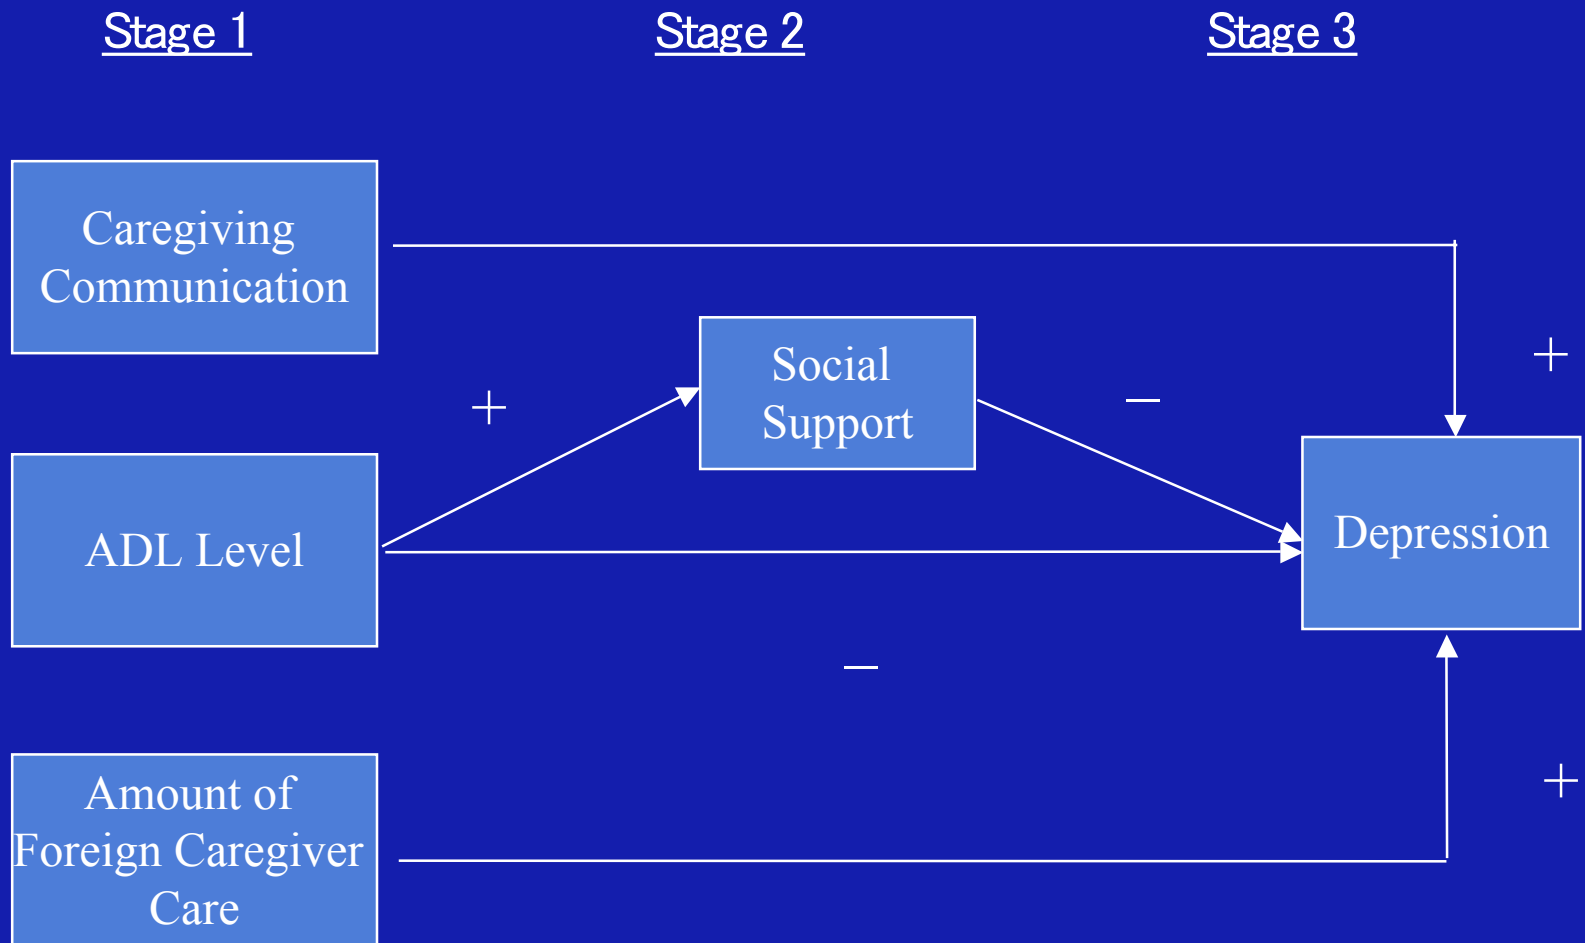 Stage 1
Stage 2
Stage 3
Caregiving
Communication
+
Social
Support
+
–
ADL Level
Depression
–
Amount of
Foreign Caregiver
Care
+